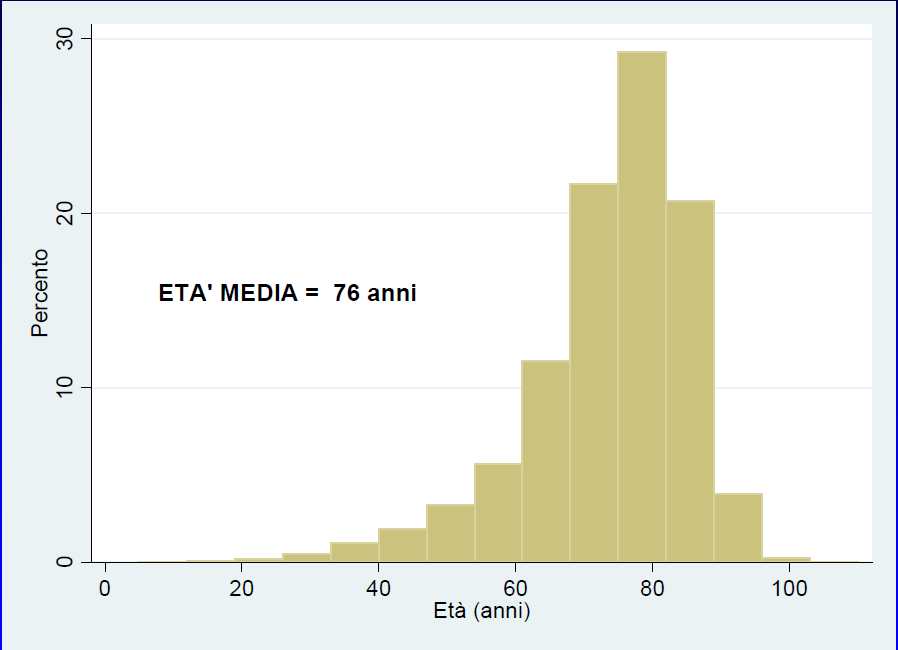 30
20
10
0
Percento
ETA' MEDIA =  76 anni
0 20 40 60 80 100
Età (anni)